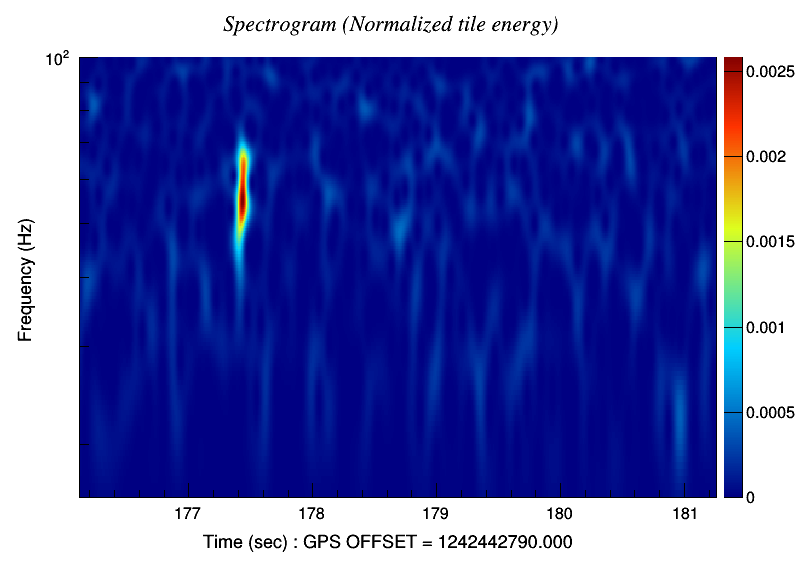 Spectrogram (Normalized tile energy)
10²
0.0025
0.002
0.0015
0.001
0.0005
0
Frequency (Hz)
177 178 179 180 181
Time (sec) : GPS OFFSET = 1242442790.000